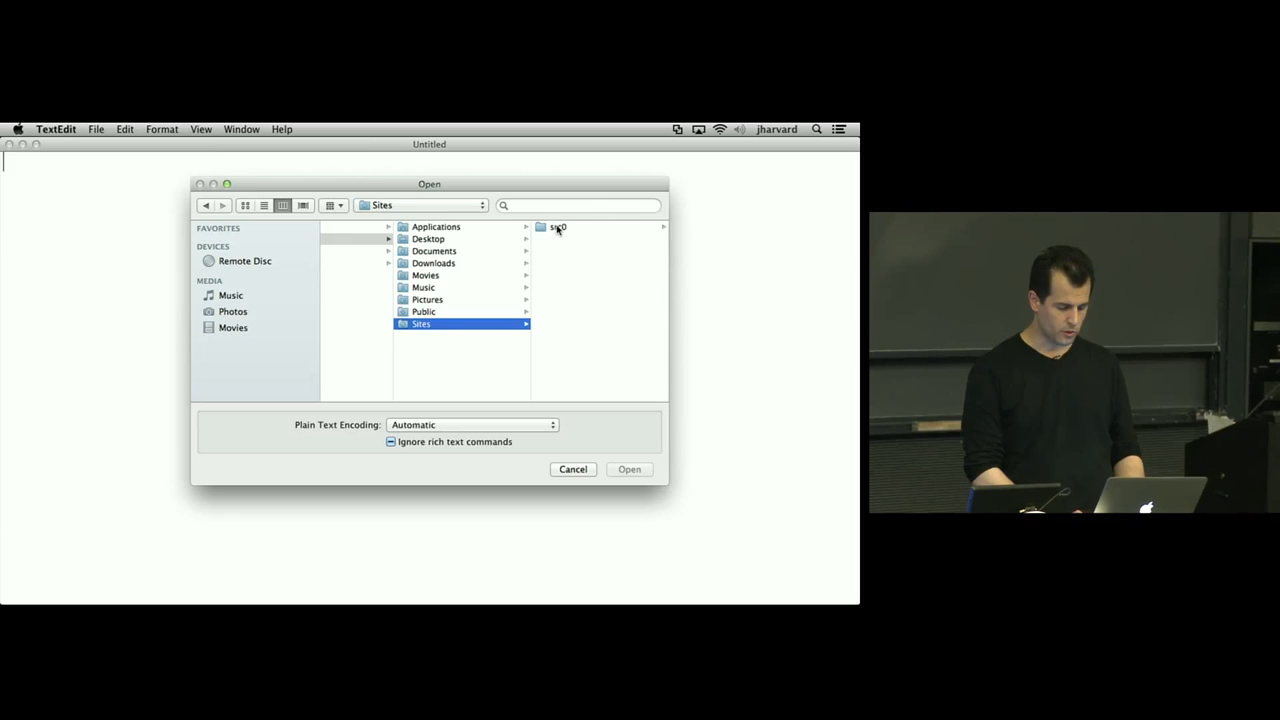 TextEdit File Edit Format View Window Help jharvard
Untitled
Open
Sites
FAVORITES
DEVICES
Remote Disc
MEDIA
Music
Photos
Movies
Applications
Desktop
Documents
Downloads
Movies
Music
Pictures
Public
Sites
Plain Text Encoding: Automatic
Ignore rich text commands
Cancel Open